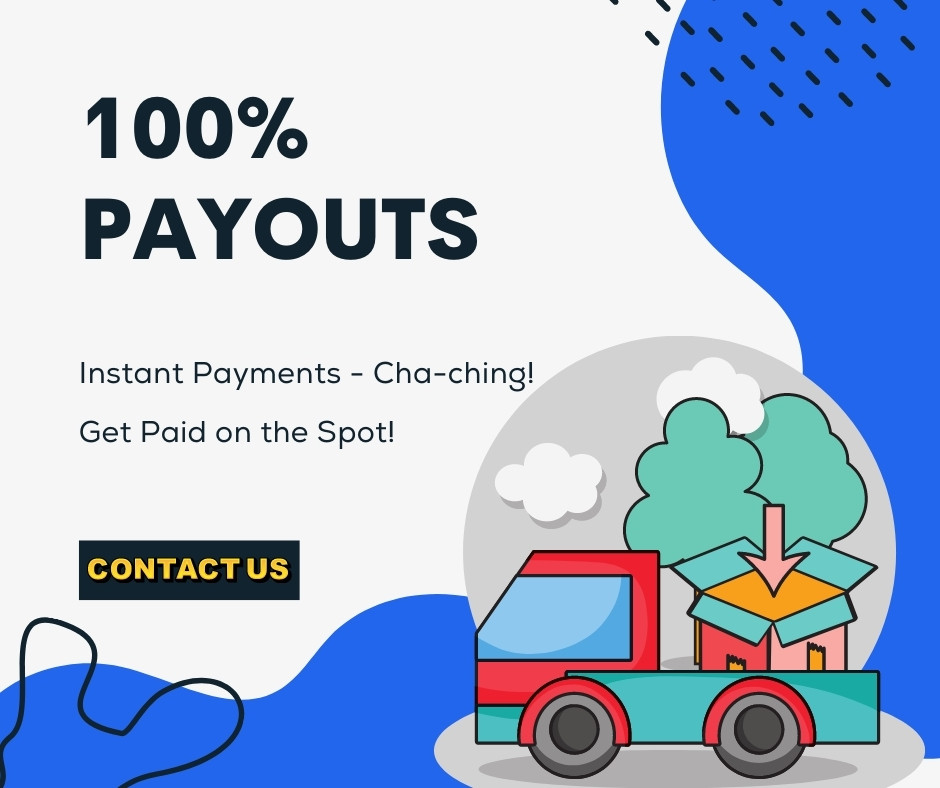 100%
PAYOUTS
Instant Payments - Cha-ching!
Get Paid on the Spot!
CONTACT US